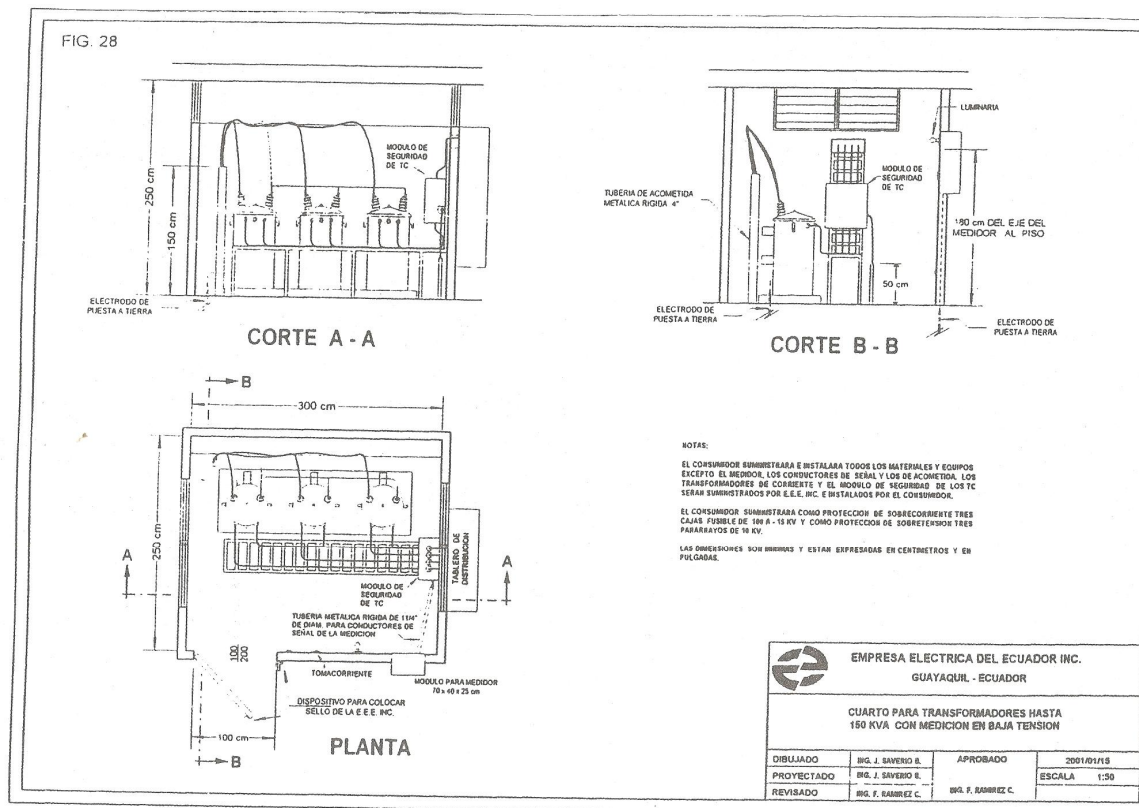 FIG. 28
250 cm
150 cm
MODULO DE
SEGURIDAD
DE TC
ELECTRODO DE
PUESTA A TIERRA
CORTE A - A
LUMINARIA
MODULO DE
SEGURIDAD
DE TC
TUBERIA DE ACOMETIDA
METALICA RIGIDA 4"
180 cm DEL EJE DEL
MEDIDOR AL PISO
50 cm
ELECTRODO DE
PUESTA A TIERRA
ELECTRODO DE
PUESTA A TIERRA
CORTE B - B
B
300 cm
250 cm
A
A
TABLERO DE
DISTRIBUCION
MODULO DE
SEGURIDAD
DE TC
TUBERIA METALICA RIGIDA DE 11/4"
DE DIAM. PARA CONDUCTORES DE
SEÑAL DE LA MEDICION
100
200
TOMACORRIENTE
MODULO PARA MEDIDOR
70 x 40 x 25 cm
DISPOSITIVO PARA COLOCAR
SELLO DE LA E.E.E. INC.
100 cm
B
PLANTA
NOTAS:
EL CONSUMIDOR SUMINISTRARA E INSTALARA TODOS LOS MATERIALES Y EQUIPOS
EXCEPTO EL MEDIDOR, LOS CONDUCTORES DE SEÑAL Y LOS DE ACOMETIDA. LOS
TRANSFORMADORES DE CORRIENTE Y EL MODULO DE SEGURIDAD DE LOS TC
SERAN SUMINISTRADOS POR E.E.E. INC. E INSTALADOS POR EL CONSUMIDOR.
EL CONSUMIDOR SUMINISTRARA COMO PROTECCION DE SOBRECORRIENTE TRES
CAJAS FUSIBLE DE 100 A - 15 KV Y COMO PROTECCION DE SOBRETENSION TRES
PARARRAYOS DE 10 KV.
LAS DIMENSIONES SON MINIMAS Y ESTAN EXPRESADAS EN CENTIMETROS Y EN
PULGADAS.
EMPRESA ELECTRICA DEL ECUADOR INC.
GUAYAQUIL - ECUADOR
CUARTO PARA TRANSFORMADORES HASTA
150 KVA CON MEDICION EN BAJA TENSION
DIBUJADO ING. J. SAVERIO B. APROBADO 2001/01/15
PROYECTADO ING. J. SAVERIO B. ESCALA 1:50
REVISADO ING. F. RAMIREZ C. ING. F. RAMIREZ C.